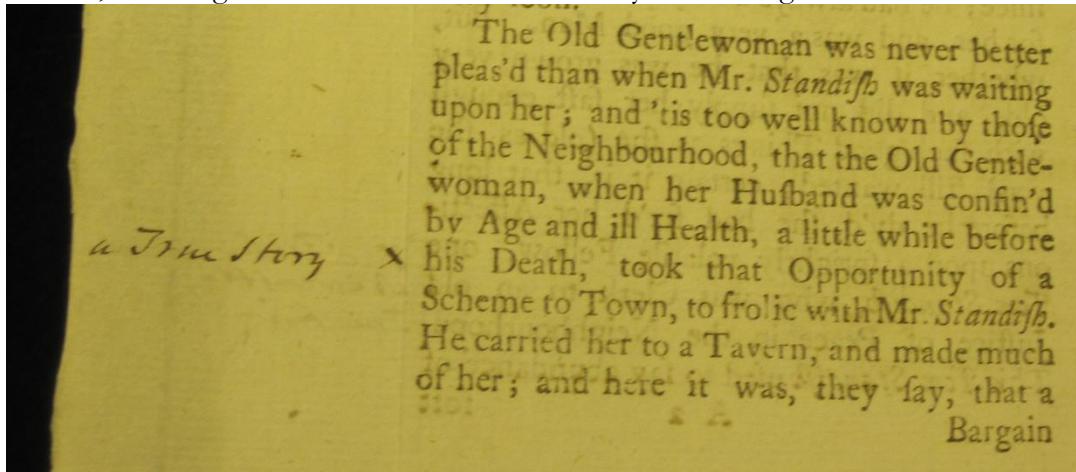 The Old Gent'ewoman was never better
pleas'd than when Mr. Standiſh was waiting
upon her; and 'tis too well known by thoſe
of the Neighbourhood, that the Old Gentle-
woman, when her Huſband was confin'd
by Age and ill Health, a little while before
a True Story x his Death, took that Opportunity of a
Scheme to Town, to frolic with Mr. Standiſh.
He carried her to a Tavern, and made much
of her; and here it was, they ſay, that a
Bargain